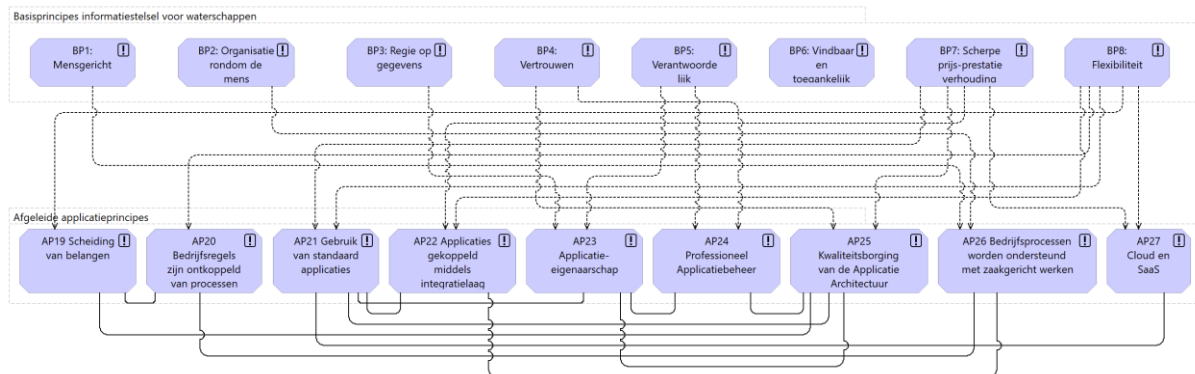 Basisprincipes informatiestelsel voor waterschappen
BP1:
Mensgericht
BP2: Organisatie
rondom de
mens
BP3: Regie op
gegevens
BP4:
Vertrouwen
BP5:
Verantwoorde
lijk
BP6: Vindbaar
en
toegankelijk
BP7: Scherpe
prijs-prestatie
verhouding
BP8:
Flexibiliteit
Afgeleide applicatieprincipes
AP19 Scheiding
van belangen
AP20
Bedrijfsregels
zijn ontkoppeld
van processen
AP21 Gebruik
van standaard
applicaties
AP22 Applicaties
gekoppeld
middels
integratielaag
AP23
Applicatie-
eigenaarschap
AP24
Professioneel
Applicatiebeheer
AP25
Kwaliteitsborging
van de Applicatie
Architectuur
AP26 Bedrijfsprocessen
worden ondersteund
met zaakgericht werken
AP27
Cloud en
SaaS